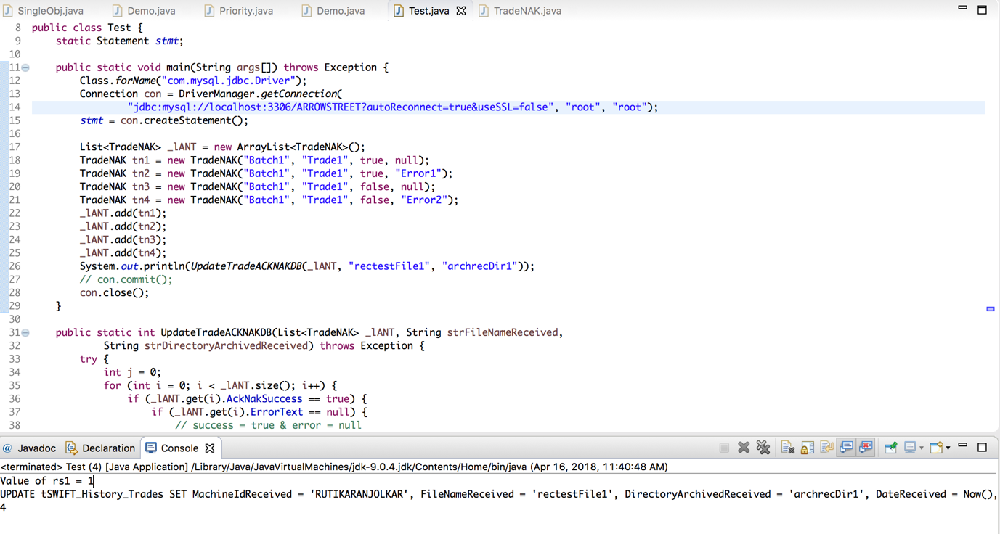 SingleObj.java Demo.java Priority.java Demo.java Test.java TradeNAK.java
8 public class Test {
9 static Statement stmt;
10
11 public static void main(String args[]) throws Exception {
12 Class.forName("com.mysql.jdbc.Driver");
13 Connection con = DriverManager.getConnection(
14 "jdbc:mysql://localhost:3306/ARROWSTREET?autoReconnect=true&useSSL=false", "root", "root");
15 stmt = con.createStatement();
16
17 List<TradeNAK> _lANT = new ArrayList<TradeNAK>();
18 TradeNAK tn1 = new TradeNAK("Batch1", "Trade1", true, null);
19 TradeNAK tn2 = new TradeNAK("Batch1", "Trade1", true, "Error1");
20 TradeNAK tn3 = new TradeNAK("Batch1", "Trade1", false, null);
21 TradeNAK tn4 = new TradeNAK("Batch1", "Trade1", false, "Error2");
22 _lANT.add(tn1);
23 _lANT.add(tn2);
24 _lANT.add(tn3);
25 _lANT.add(tn4);
26 System.out.println(UpdateTradeACKNAKDB(_lANT, "rectestFile1", "archrecDir1"));
27 // con.commit();
28 con.close();
29 }
30
31 public static int UpdateTradeACKNAKDB(List<TradeNAK> _lANT, String strFileNameReceived,
32 String strDirectoryArchivedReceived) throws Exception {
33 try {
34 int j = 0;
35 for (int i = 0; i < _lANT.size(); i++) {
36 if (_lANT.get(i).AckNakSuccess == true) {
37 if (_lANT.get(i).ErrorText == null) {
38 // success = true & error = null
@ Javadoc Declaration Console
<terminated> Test (4) [Java Application] /Library/Java/JavaVirtualMachines/jdk-9.0.4.jdk/Contents/Home/bin/java (Apr 16, 2018, 11:40:48 AM)
Value of rs1 = 1
UPDATE tSWIFT_History_Trades SET MachineIdReceived = 'RUTIKARANJOLKAR', FileNameReceived = 'rectestFile1', DirectoryArchivedReceived = 'archrecDir1', DateReceived = Now(),
4